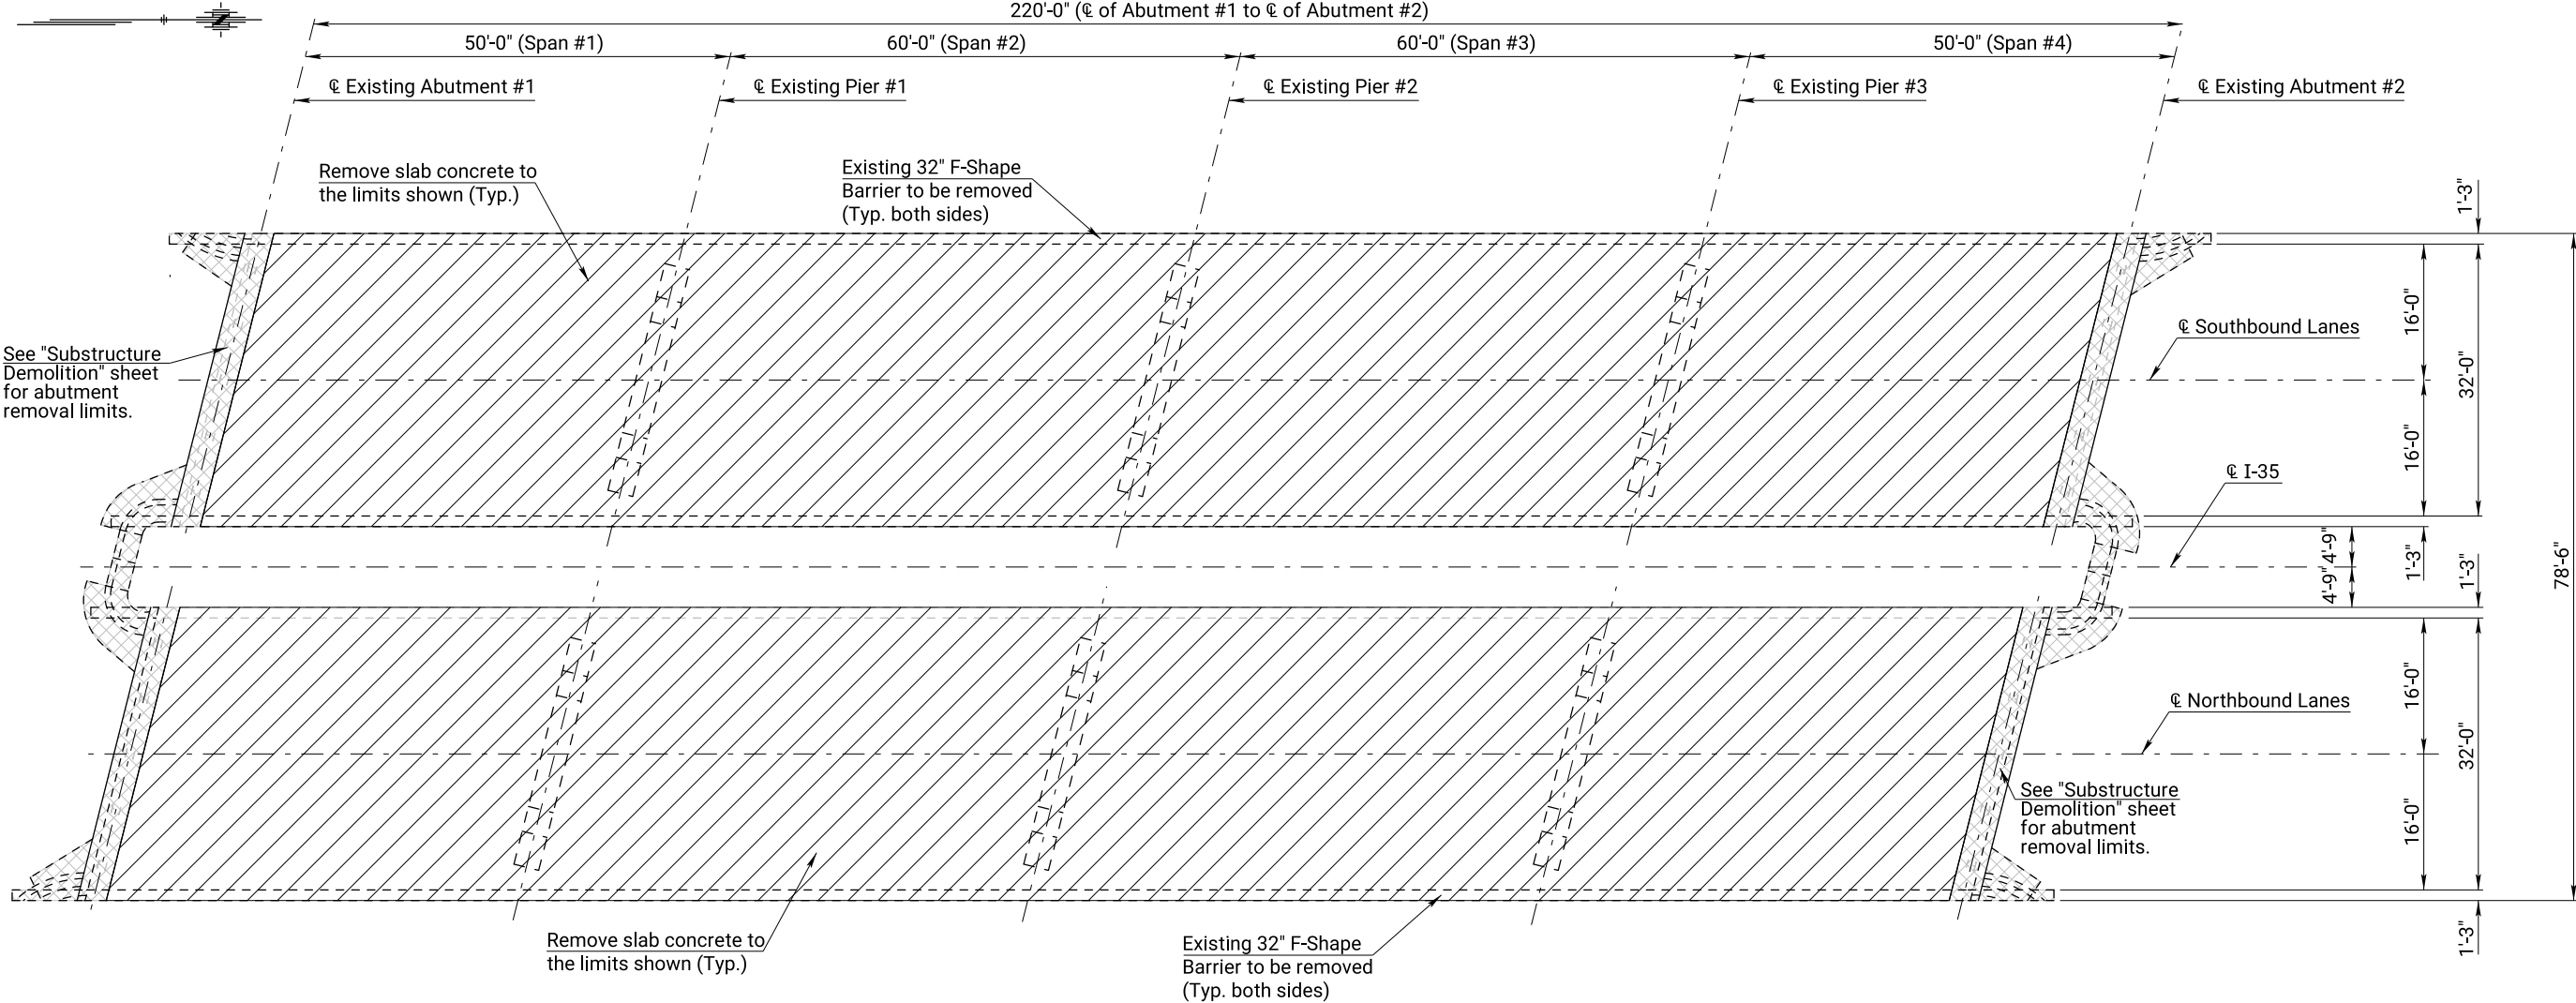 220'-0" (℄ of Abutment #1 to ℄ of Abutment #2)
50'-0" (Span #1)
60'-0" (Span #2)
60'-0" (Span #3)
50'-0" (Span #4)
℄ Existing Abutment #1
℄ Existing Pier #1
℄ Existing Pier #2
℄ Existing Pier #3
℄ Existing Abutment #2
Remove slab concrete to
the limits shown (Typ.)
Existing 32" F-Shape
Barrier to be removed
(Typ. both sides)
1'-3"
16'-0"
32'-0"
℄ Southbound Lanes
See "Substructure
Demolition" sheet
for abutment
removal limits.
16'-0"
℄ I-35
4'-9"
4'-9"
1'-3"
1'-3"
78'-6"
16'-0"
℄ Northbound Lanes
32'-0"
See "Substructure
Demolition" sheet
for abutment
removal limits.
16'-0"
Remove slab concrete to
the limits shown (Typ.)
Existing 32" F-Shape
Barrier to be removed
(Typ. both sides)
1'-3"